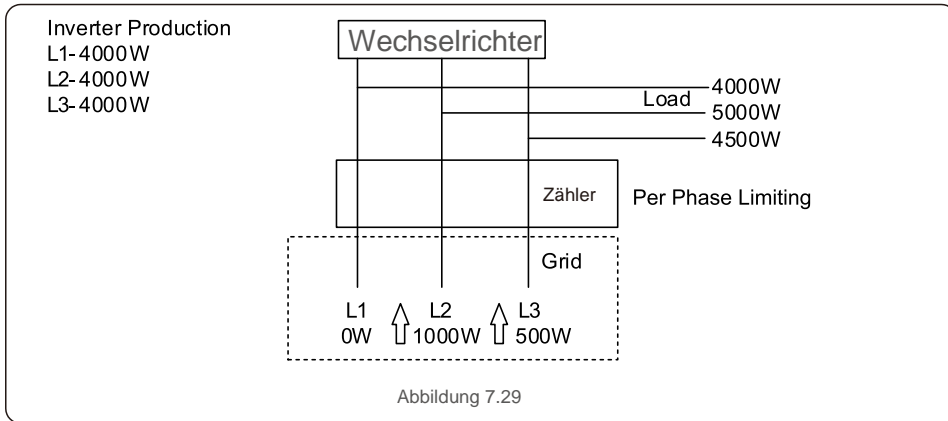 Inverter Production
L1-4000W
L2-4000W
L3-4000W
Wechselrichter
4000W
Load
5000W
4500W
Zähler
Per Phase Limiting
Grid
L1 L2 L3
0W 1000W 500W
Abbildung 7.29